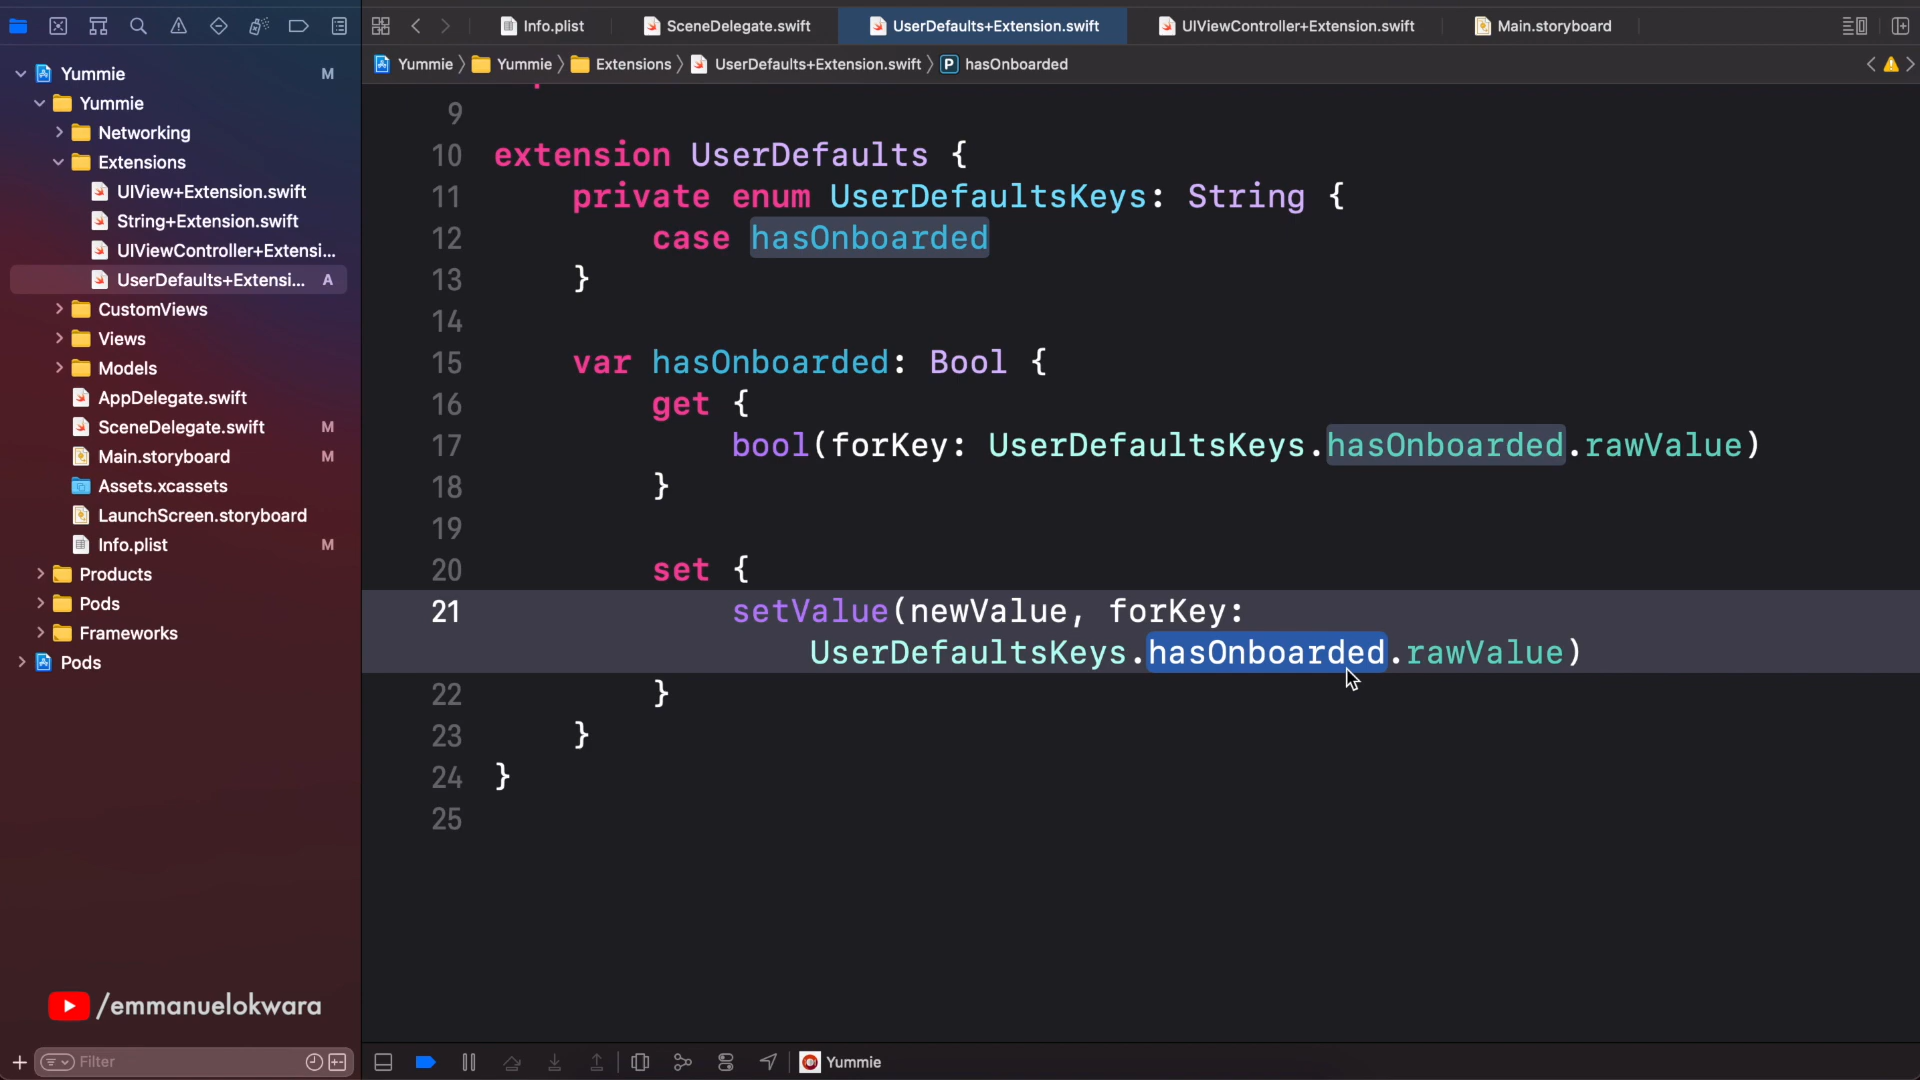 Info.plist
SceneDelegate.swift
UserDefaults+Extension.swift
UIViewController+Extension.swift
Main.storyboard
Yummie M
Yummie
Networking
Extensions
UIView+Extension.swift
String+Extension.swift
UIViewController+Extensi...
UserDefaults+Extensi... A
CustomViews
Views
Models
AppDelegate.swift
SceneDelegate.swift M
Main.storyboard M
Assets.xcassets
LaunchScreen.storyboard
Info.plist M
Products
Pods
Frameworks
Pods
/emmanuelokwara
Filter
Yummie Yummie Extensions UserDefaults+Extension.swift P hasOnboarded
9
10 extension UserDefaults {
11 private enum UserDefaultsKeys: String {
12 case hasOnboarded
13 }
14
15 var hasOnboarded: Bool {
16 get {
17 bool(forKey: UserDefaultsKeys.hasOnboarded.rawValue)
18 }
19
20 set {
21 setValue(newValue, forKey:
UserDefaultsKeys.hasOnboarded.rawValue)
22 }
23 }
24 }
25
Yummie